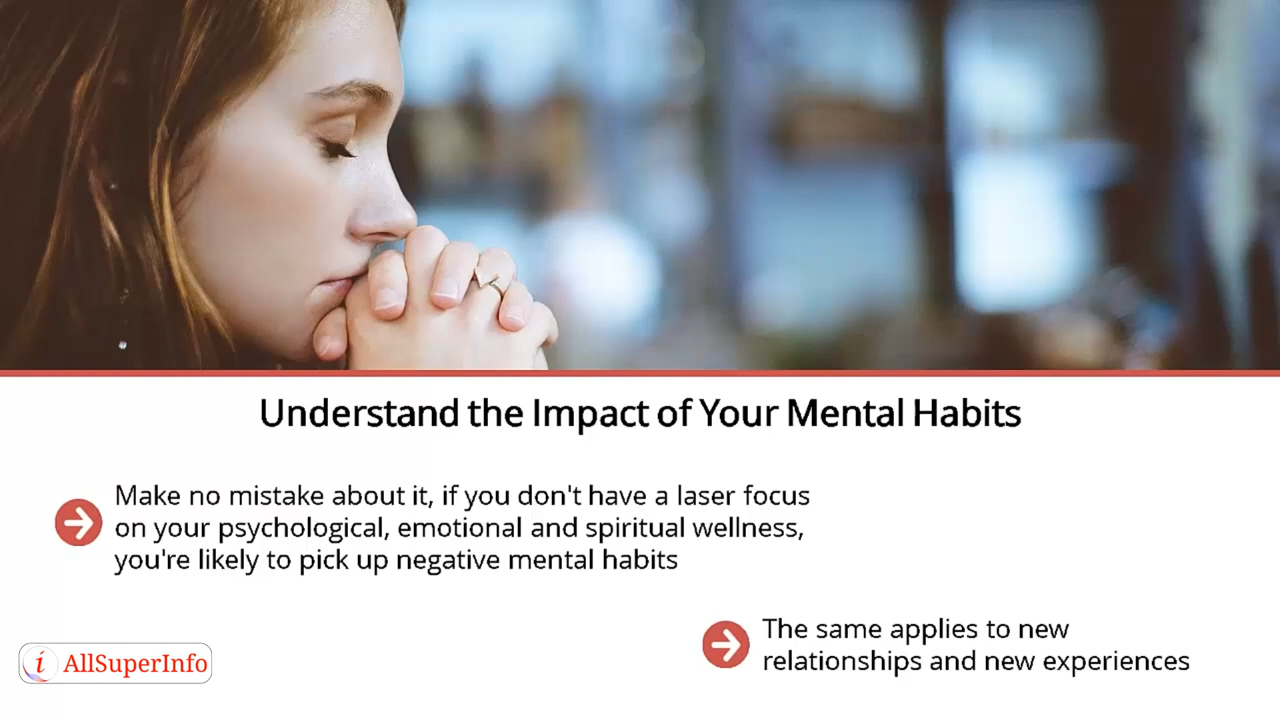 Understand the Impact of Your Mental Habits
Make no mistake about it, if you don't have a laser focus
on your psychological, emotional and spiritual wellness,
you're likely to pick up negative mental habits
The same applies to new
relationships and new experiences
i AllSuperInfo